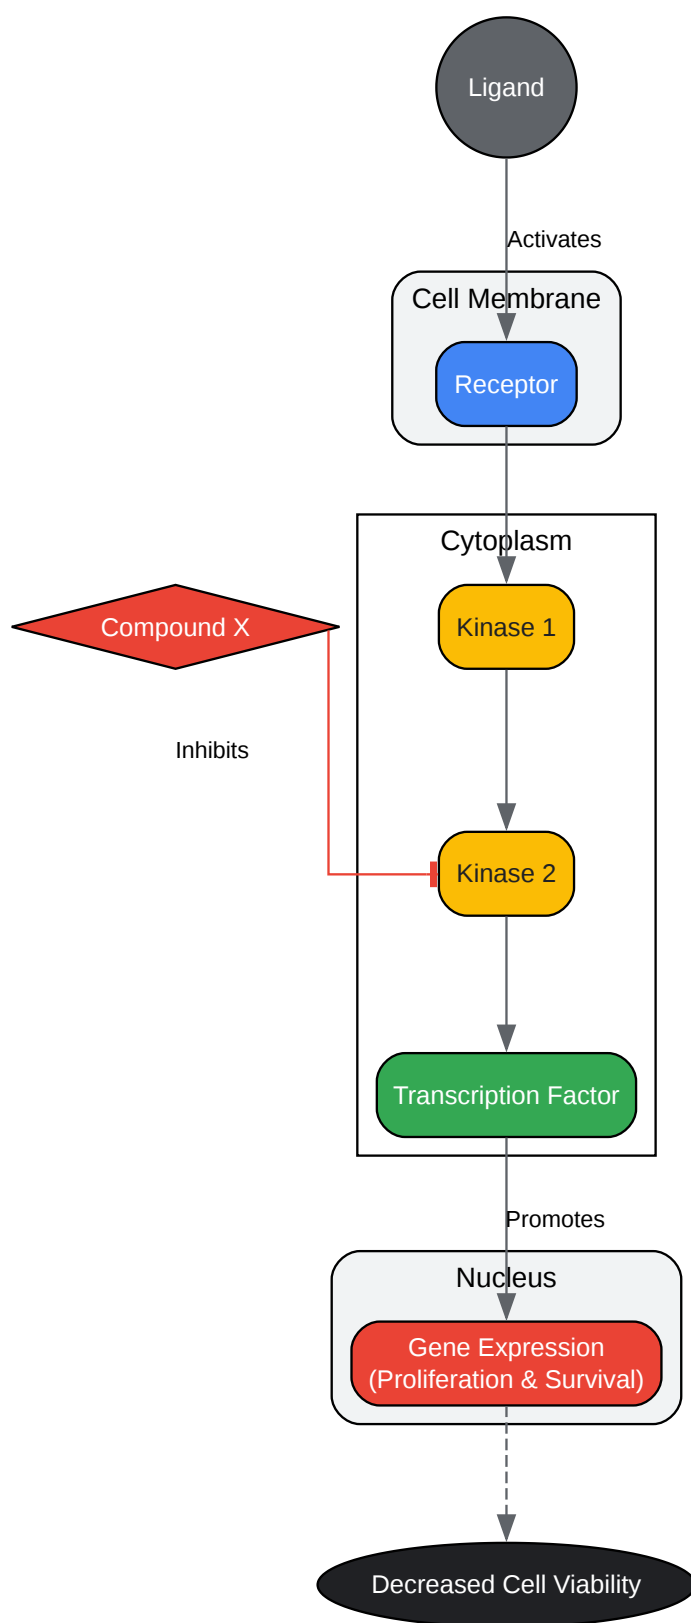 Ligand
Activates
Cell Membrane
Receptor
Cytoplasm
Compound X
Kinase 1
Inhibits
Kinase 2
Transcription Factor
Promotes
Nucleus
Gene Expression
(Proliferation & Survival)
Decreased Cell Viability